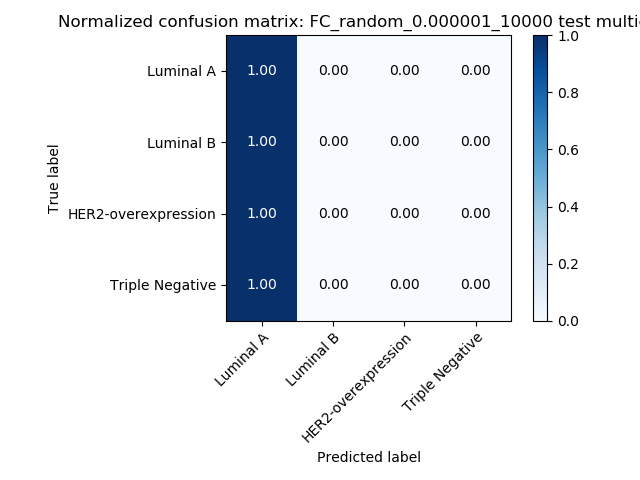 Normalized confusion matrix: FC_random_0.000001_10000 test multi
True label
Luminal A 1.00 0.00 0.00 0.00
Luminal B 1.00 0.00 0.00 0.00
HER2-overexpression 1.00 0.00 0.00 0.00
Triple Negative 1.00 0.00 0.00 0.00
Luminal A
Luminal B
HER2-overexpression
Triple Negative
Predicted label
1.0
0.8
0.6
0.4
0.2
0.0